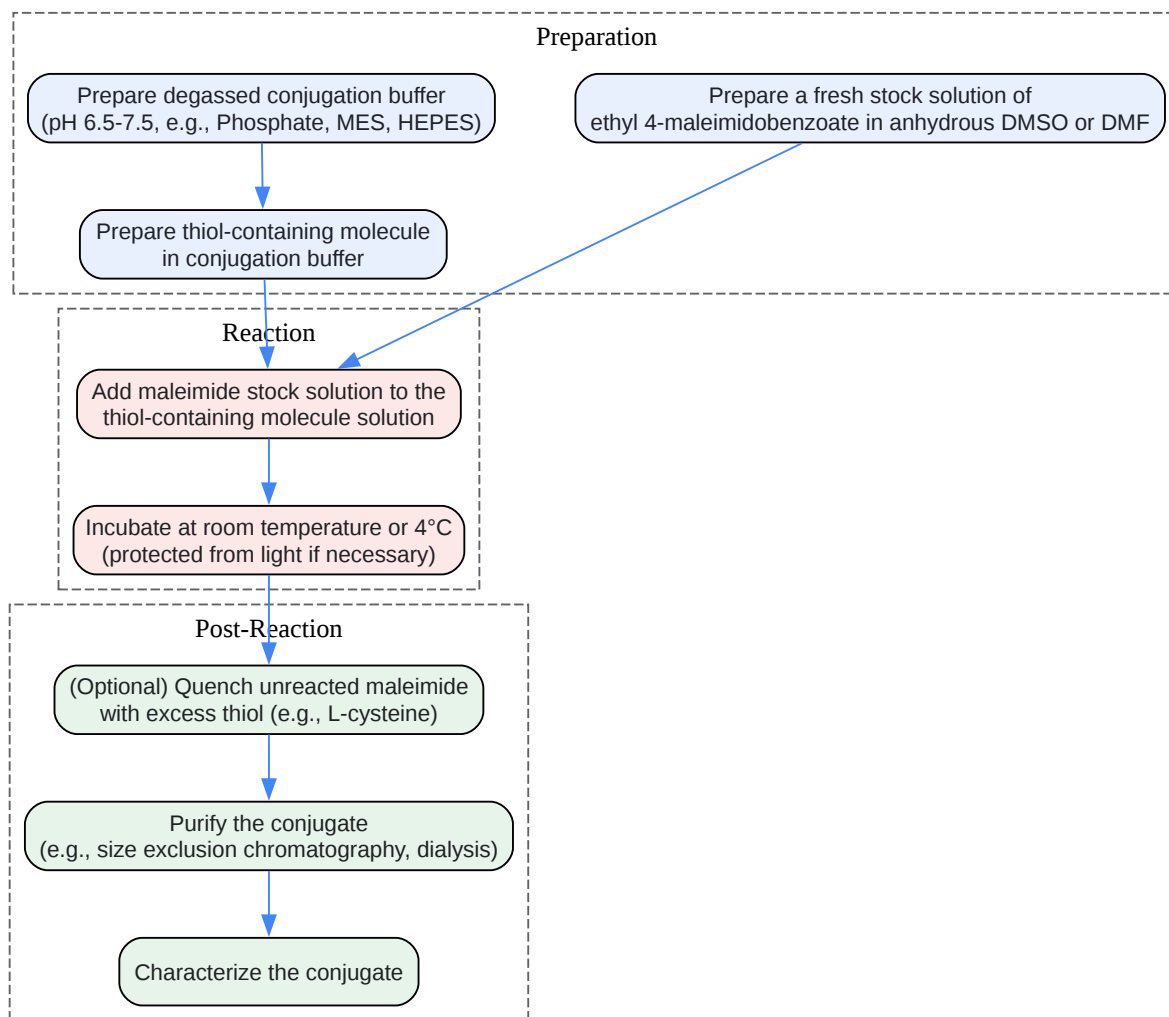 Preparation
Prepare degassed conjugation buffer
(pH 6.5-7.5, e.g., Phosphate, MES, HEPES)
Prepare a fresh stock solution of
ethyl 4-maleimidobenzoate in anhydrous DMSO or DMF
Prepare thiol-containing molecule
in conjugation buffer
Reaction
Add maleimide stock solution to the
thiol-containing molecule solution
Incubate at room temperature or 4°C
(protected from light if necessary)
Post-Reaction
(Optional) Quench unreacted maleimide
with excess thiol (e.g., L-cysteine)
Purify the conjugate
(e.g., size exclusion chromatography, dialysis)
Characterize the conjugate